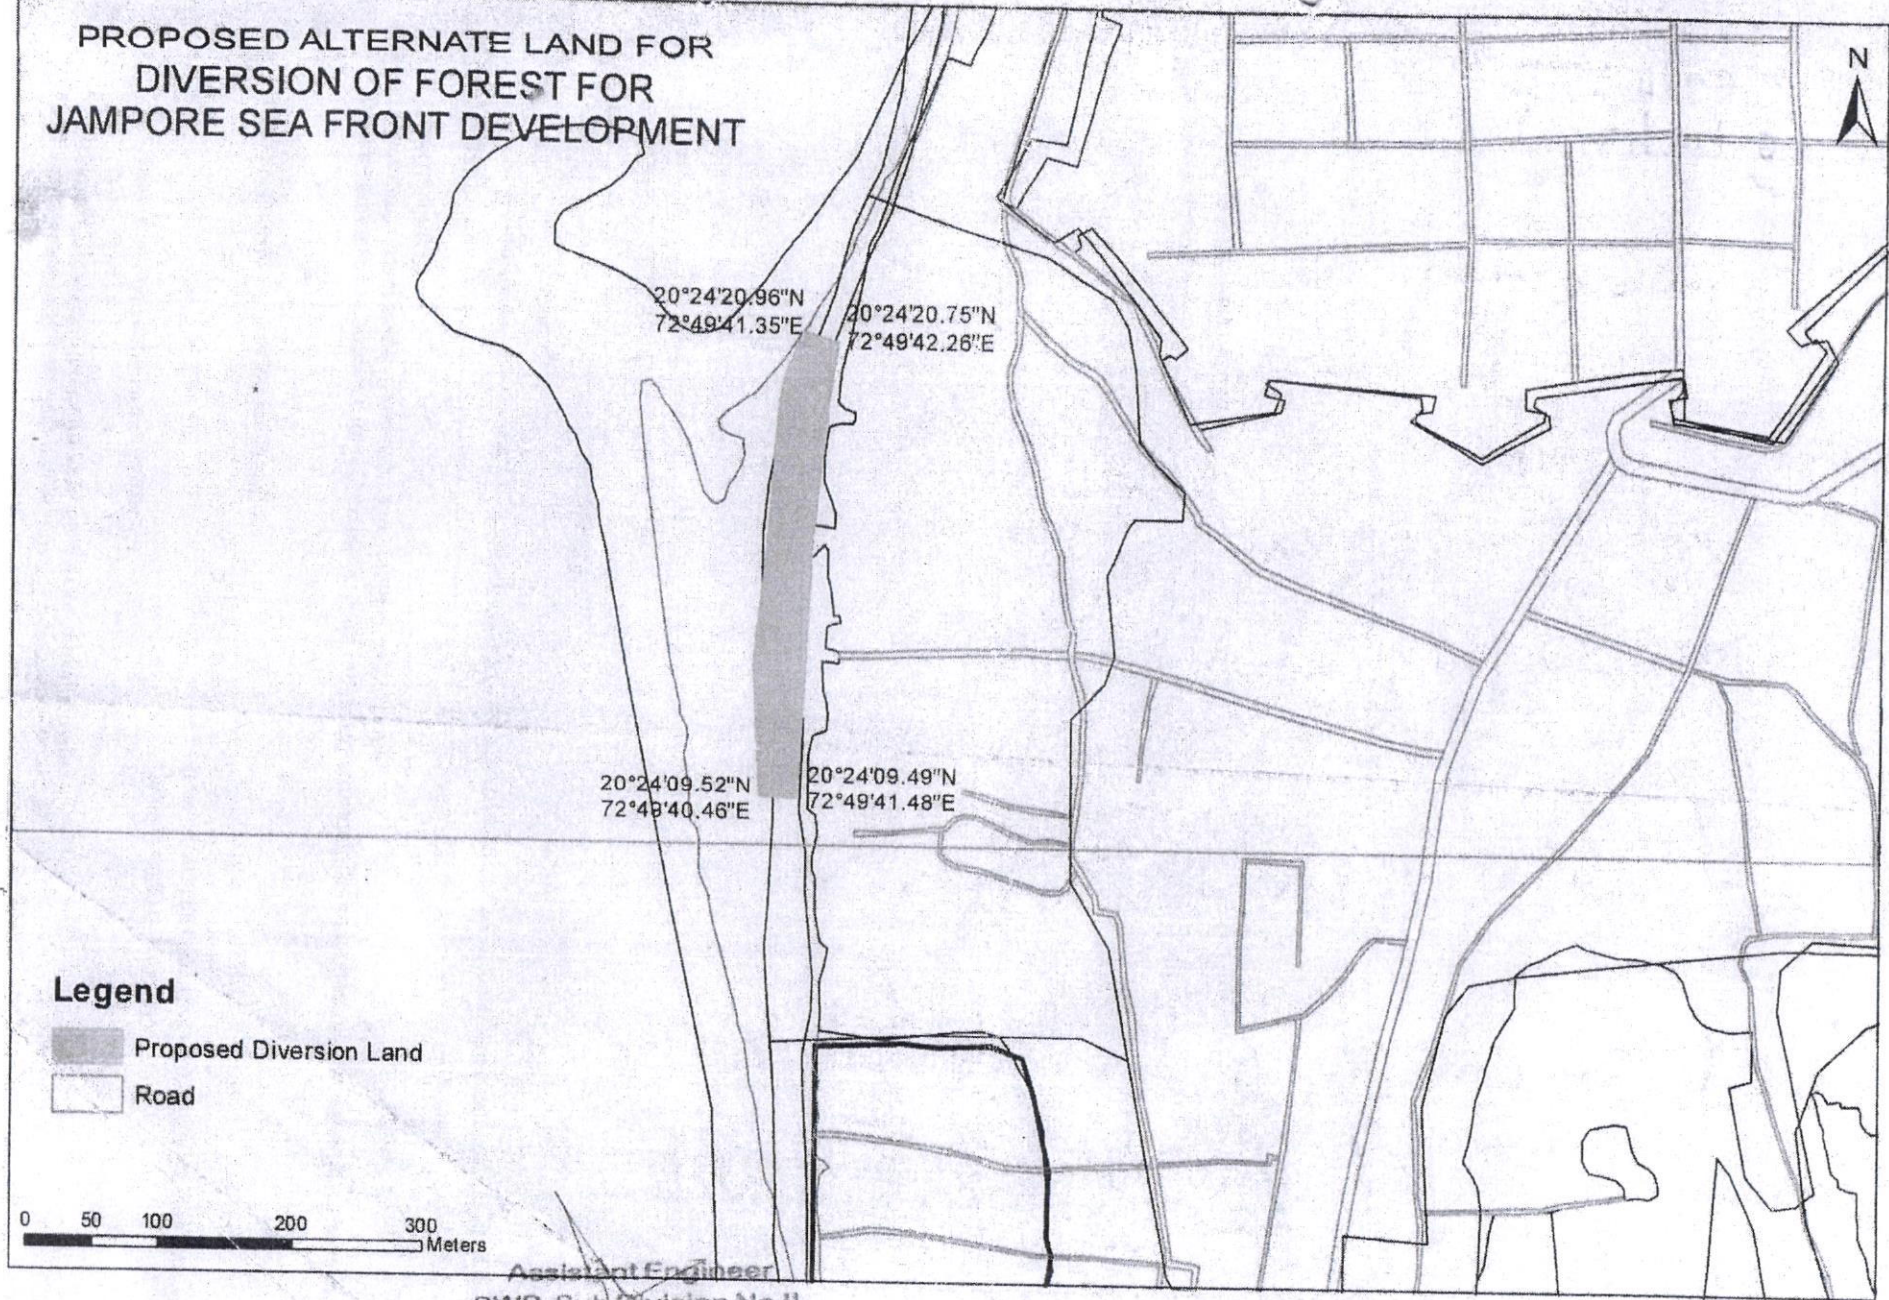 PROPOSED ALTERNATE LAND FOR
DIVERSION OF FOREST FOR
JAMPORE SEA FRONT DEVELOPMENT
N
20°24'20.96"N
72°49'41.35"E
20°24'20.75"N
72°49'42.26"E
20°24'09.52"N
72°49'40.46"E
20°24'09.49"N
72°49'41.48"E
Legend
Proposed Diversion Land
Road
0 50 100 200 300
Meters
Assistant Engineer
Division No.II